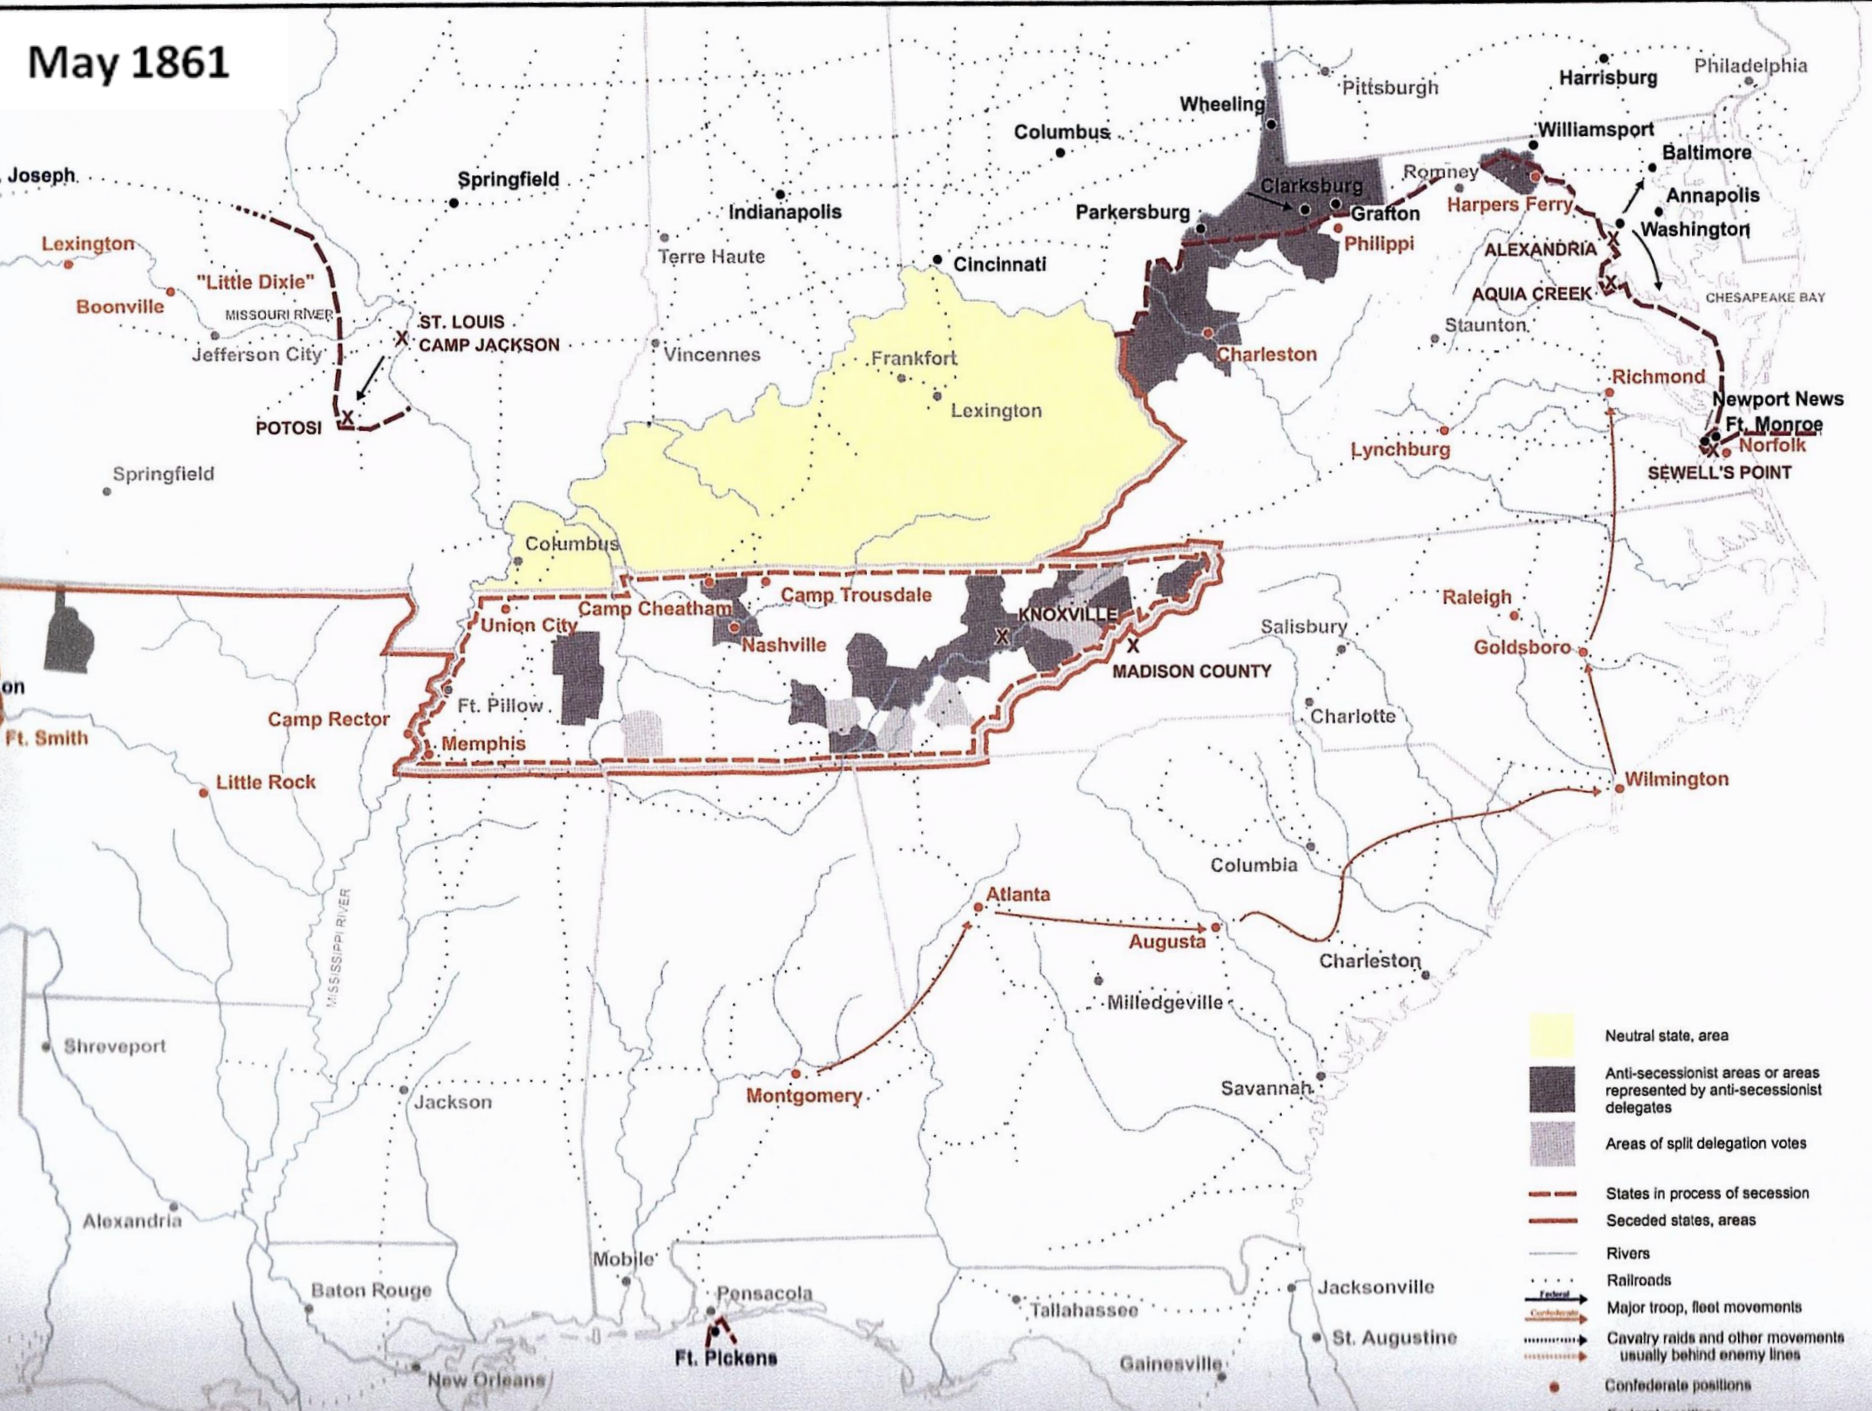 May 1861
Philadelphia
Harrisburg
Pittsburgh
Wheeling
Columbus
Williamsport
Baltimore
Joseph
Springfield
Romney
Clarksburg
Annapolis
Indianapolis
Parkersburg
Grafton
Harpers Ferry
Washington
Lexington
Terre Haute
Philippi
ALEXANDRIA
Cincinnati
"Little Dixie"
Boonville
MISSOURI RIVER
AQUIA CREEK
CHESAPEAKE BAY
ST. LOUIS
CAMP JACKSON
Staunton
Jefferson City
Vincennes
Frankfort
Charleston
Richmond
Lexington
Newport News
POTOSI
Ft. Monroe
Lynchburg
Norfolk
Springfield
SEWELL'S POINT
Columbus
Camp Cheatham
Camp Trousdale
KNOXVILLE
Raleigh
Union City
Salisbury
Nashville
Goldsboro
MADISON COUNTY
on
Ft. Pillow
Camp Rector
Charlotte
Ft. Smith
Memphis
Little Rock
Wilmington
Columbia
Atlanta
Augusta
MISSISSIPPI RIVER
Charleston
Milledgeville
Shreveport
Montgomery
Savannah
Jackson
Alexandria
Mobile
Baton Rouge
Pensacola
Jacksonville
Tallahassee
St. Augustine
Ft. Pickens
Gainesville
New Orleans
Neutral state, area
Anti-secessionist areas or areas
represented by anti-secessionist
delegates
Areas of split delegation votes
States in process of secession
Seceded states, areas
Rivers
Railroads
Federal
Confederate
Major troop, fleet movements
Cavalry raids and other movements
usually behind enemy lines
Confederate positions